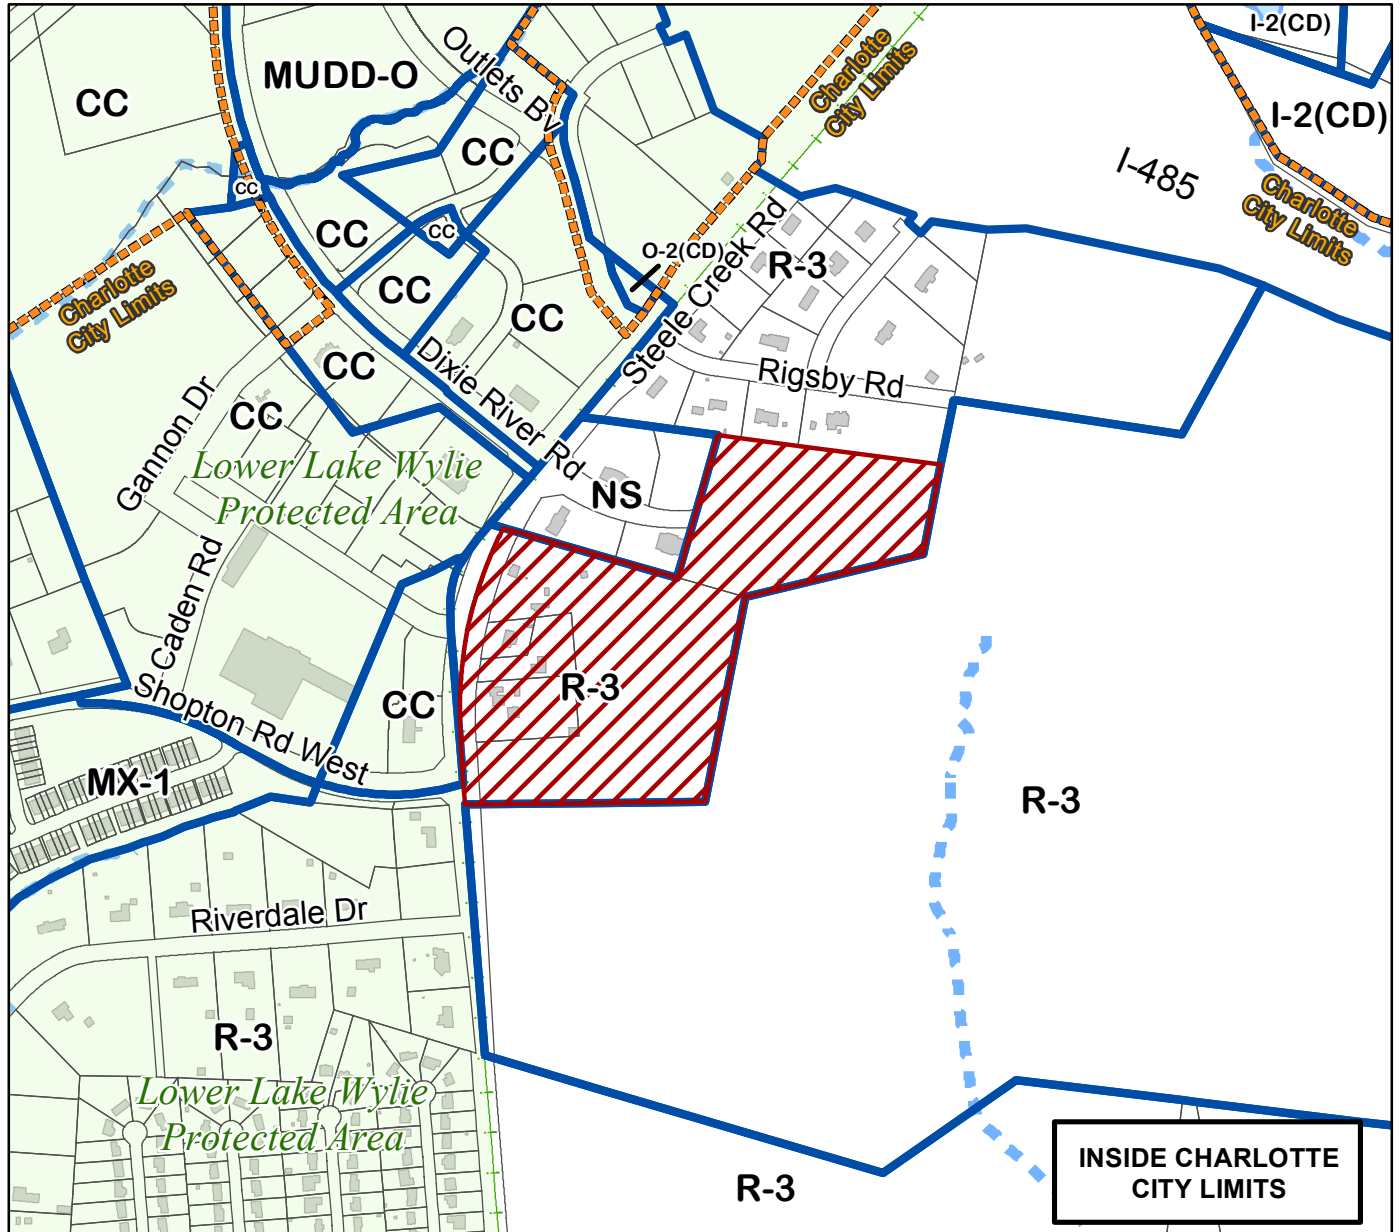 I-2(CD)
Outlets Bv
MUDD-O
Charlotte
City Limits
CC
I-2(CD)
CC
I-485
CC
Charlotte
City Limits
CC
CC
O-2(CD)
R-3
Steele Creek Rd
Charlotte
City Limits
CC
CC
CC
Dixie River Rd
Rigsby Rd
Gannon Dr
CC
Lower Lake Wylie
Protected Area
NS
Caden Rd
Shopton Rd West
CC
R-3
MX-1
R-3
Riverdale Dr
R-3
Lower Lake Wylie
Protected Area
R-3
INSIDE CHARLOTTE
CITY LIMITS